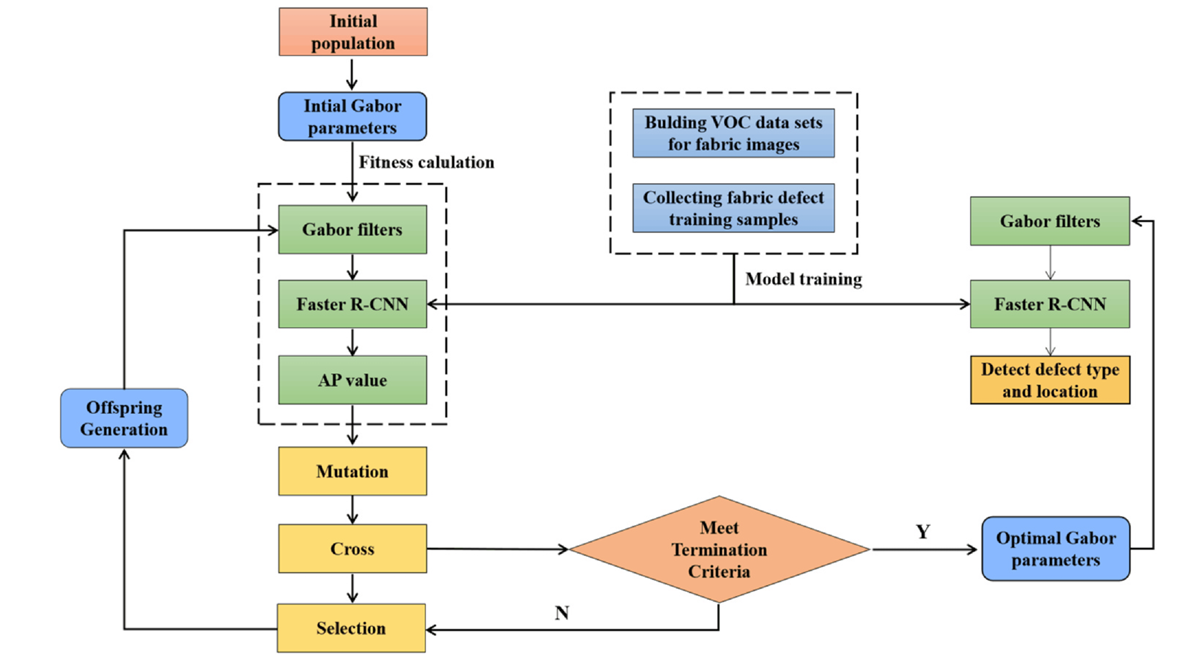 Initial
population
Intial Gabor
parameters
Fitness calulation
Gabor filters
Faster R-CNN
AP value
Offspring
Generation
Mutation
Cross
Selection
Bulding VOC data sets
for fabric images
Collecting fabric defect
training samples
Model training
Meet
Termination
Criteria
Y
N
Optimal Gabor
parameters
Gabor filters
Faster R-CNN
Detect defect type
and location